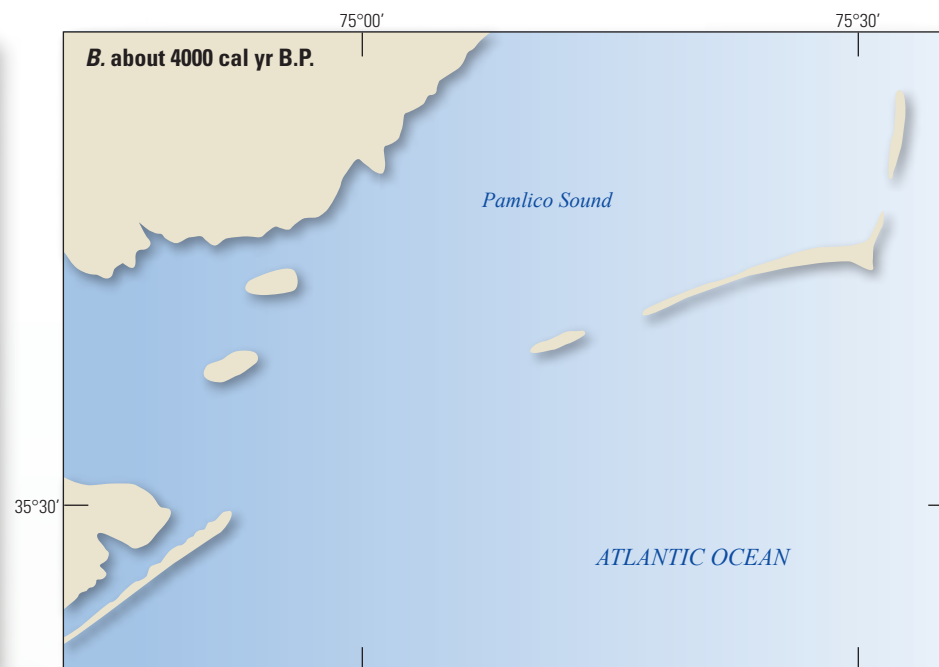 75°00'
75°30'
B. about 4000 cal yr B.P.
Pamlico Sound
35°30'
ATLANTIC OCEAN